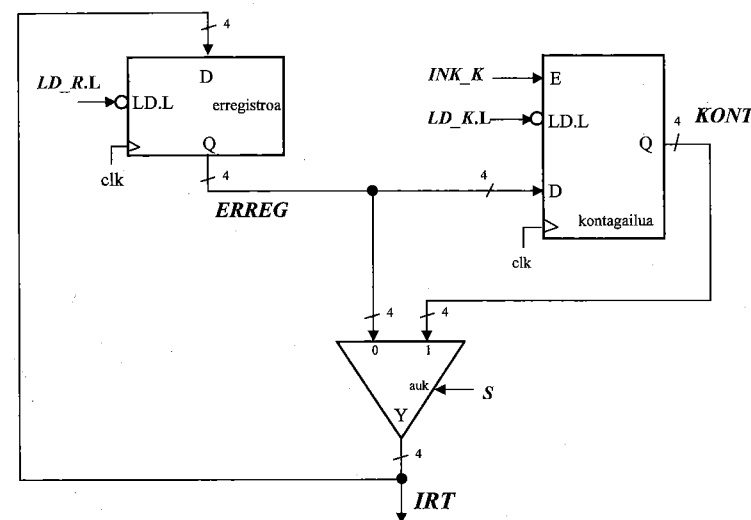 4
LD_R.L
D
LD.L
erregistroa
Q
clk
4
ERREG
INK_K
E
LD_K.L
LD.L
4
KONT
Q
4
D
kontagailua
clk
4
4
0
1
auk
S
Y
4
IRT